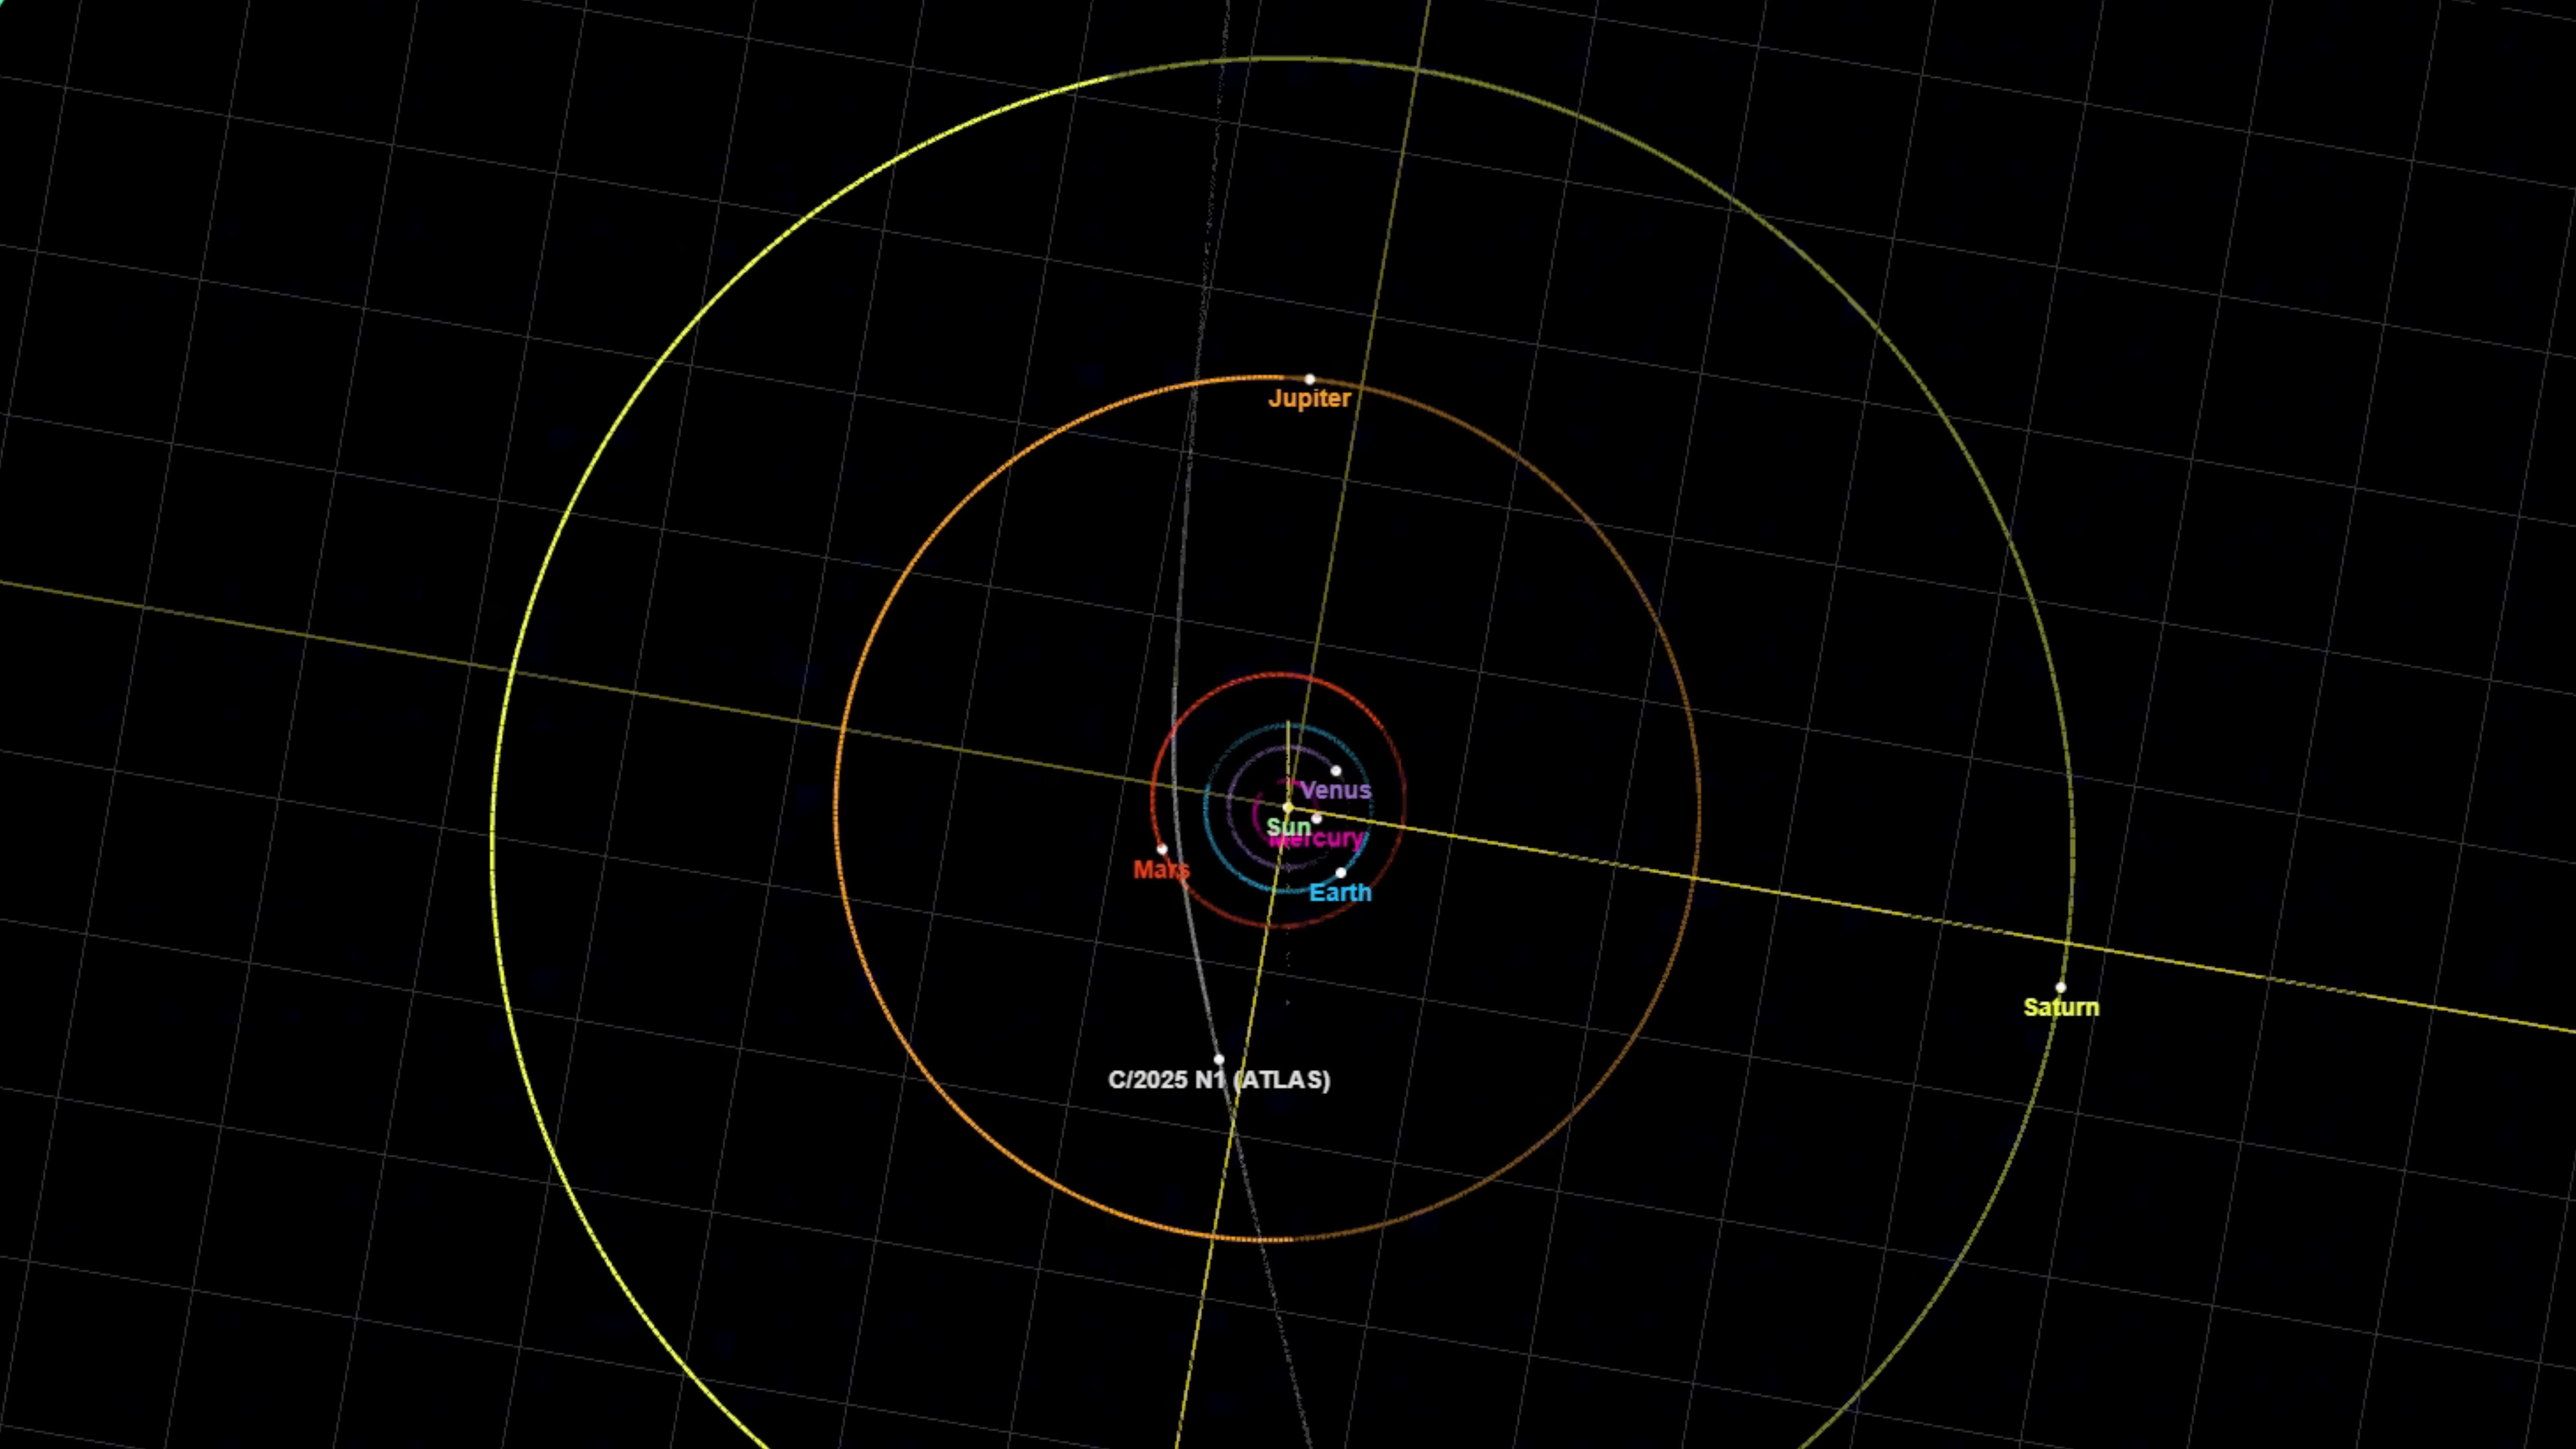 Jupiter
Venus
Sun
Mercury
Mars
Earth
Saturn
C/2025 N1 (ATLAS)